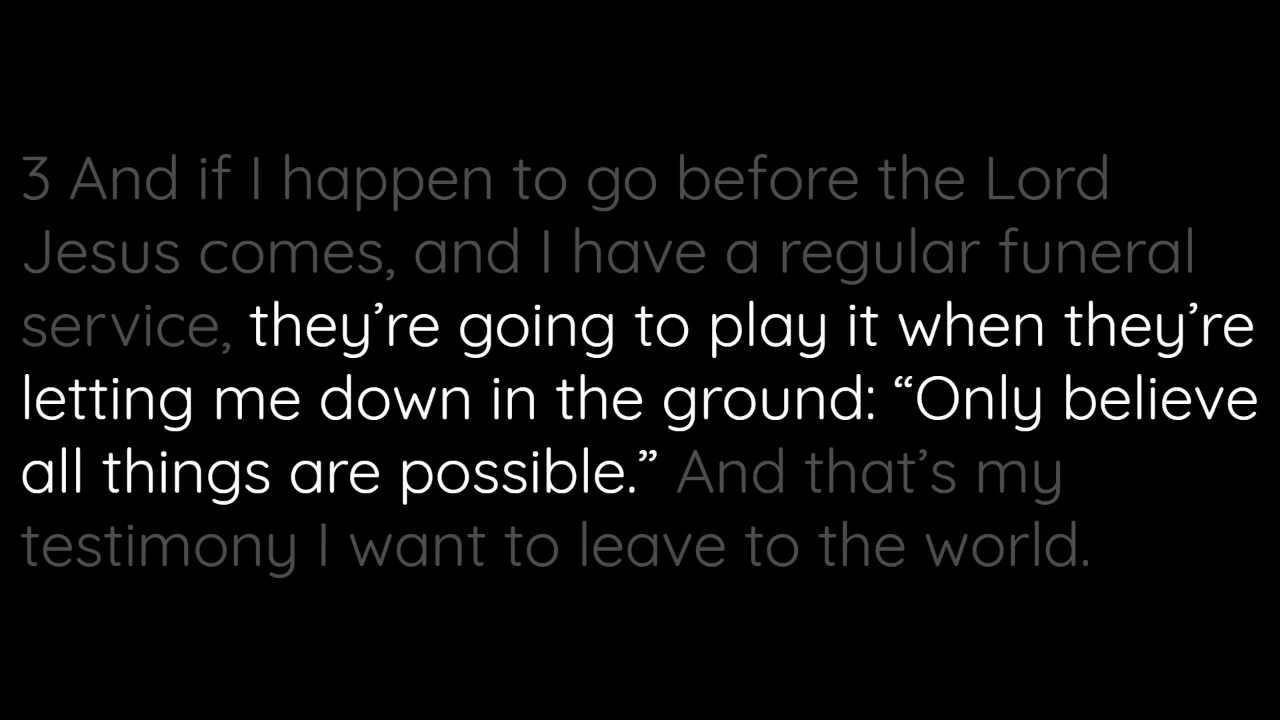 3 And if I happen to go before the Lord
Jesus comes, and I have a regular funeral
service, they’re going to play it when they’re
letting me down in the ground: “Only believe
all things are possible.” And that’s my
testimony I want to leave to the world.